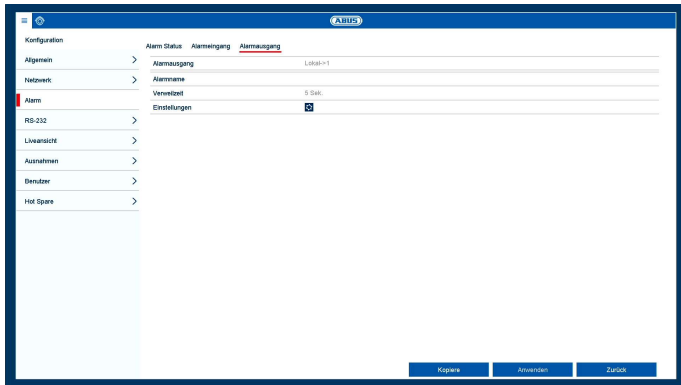 ABUS
Konfiguration
Alarm Status Alarmeingang Alarmausgang
Allgemein
Netzwerk
Alarm
RS-232
Liveansicht
Ausnahmen
Benutzer
Hot Spare
Alarmausgang Lokal->1
Alarmname
Verweilzeit 5 Sek.
Einstellungen
Kopiere Anwenden Zurück